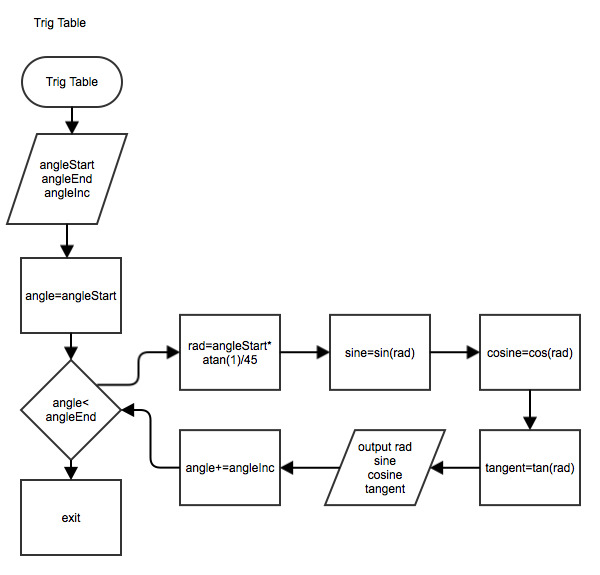 Trig Table
Trig Table
angleStart
angleEnd
angleInc
angle=angleStart
angle<
angleEnd
exit
rad=angleStart*
atan(1)/45
sine=sin(rad)
cosine=cos(rad)
tangent=tan(rad)
output rad
sine
cosine
tangent
angle+=angleInc